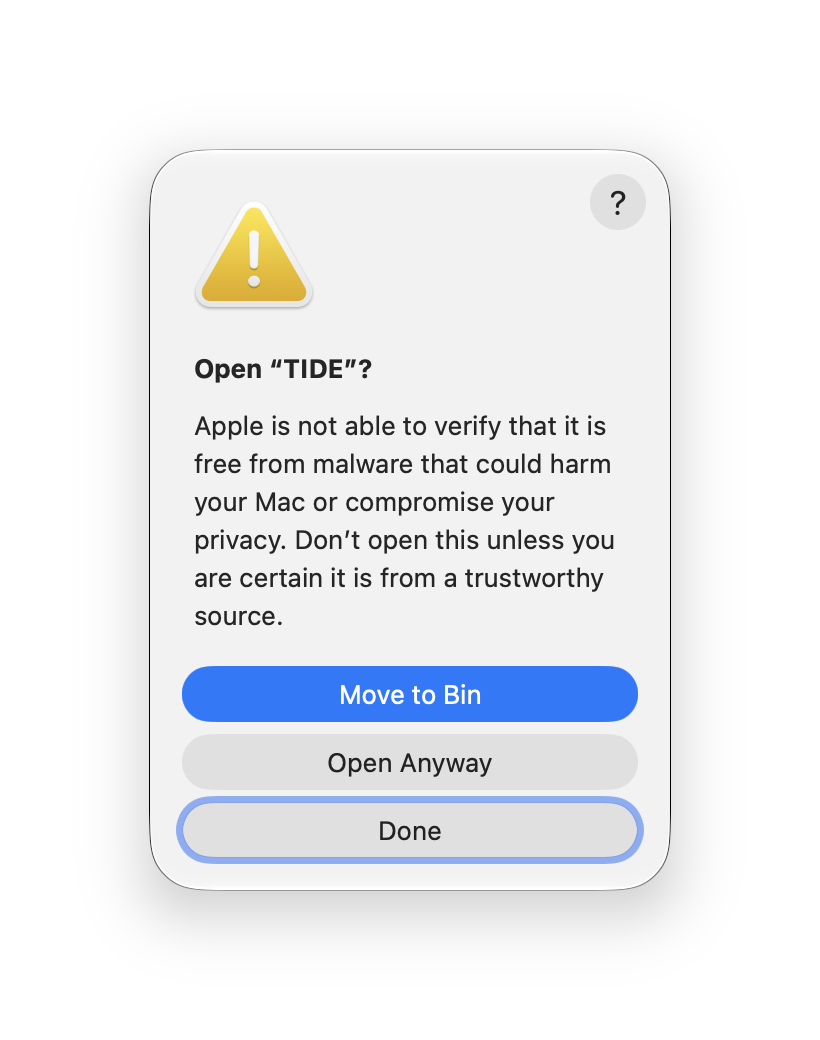 ?
Open “TIDE”?
Apple is not able to verify that it is
free from malware that could harm
your Mac or compromise your
privacy. Don’t open this unless you
are certain it is from a trustworthy
source.
Move to Bin
Open Anyway
Done